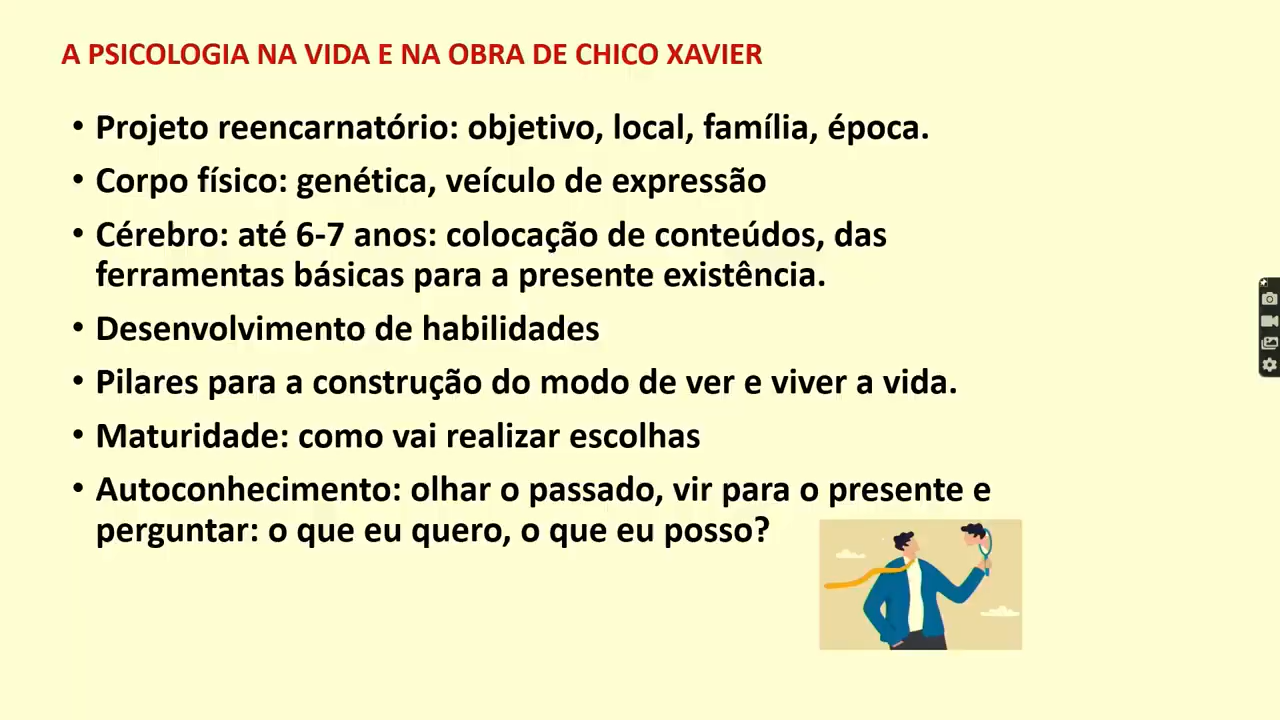 A PSICOLOGIA NA VIDA E NA OBRA DE CHICO XAVIER
• Projeto reencarnatório: objetivo, local, família, época.
• Corpo físico: genética, veículo de expressão
• Cérebro: até 6-7 anos: colocação de conteúdos, das
ferramentas básicas para a presente existência.
• Desenvolvimento de habilidades
• Pilares para a construção do modo de ver e viver a vida.
• Maturidade: como vai realizar escolhas
• Autoconhecimento: olhar o passado, vir para o presente e
perguntar: o que eu quero, o que eu posso?